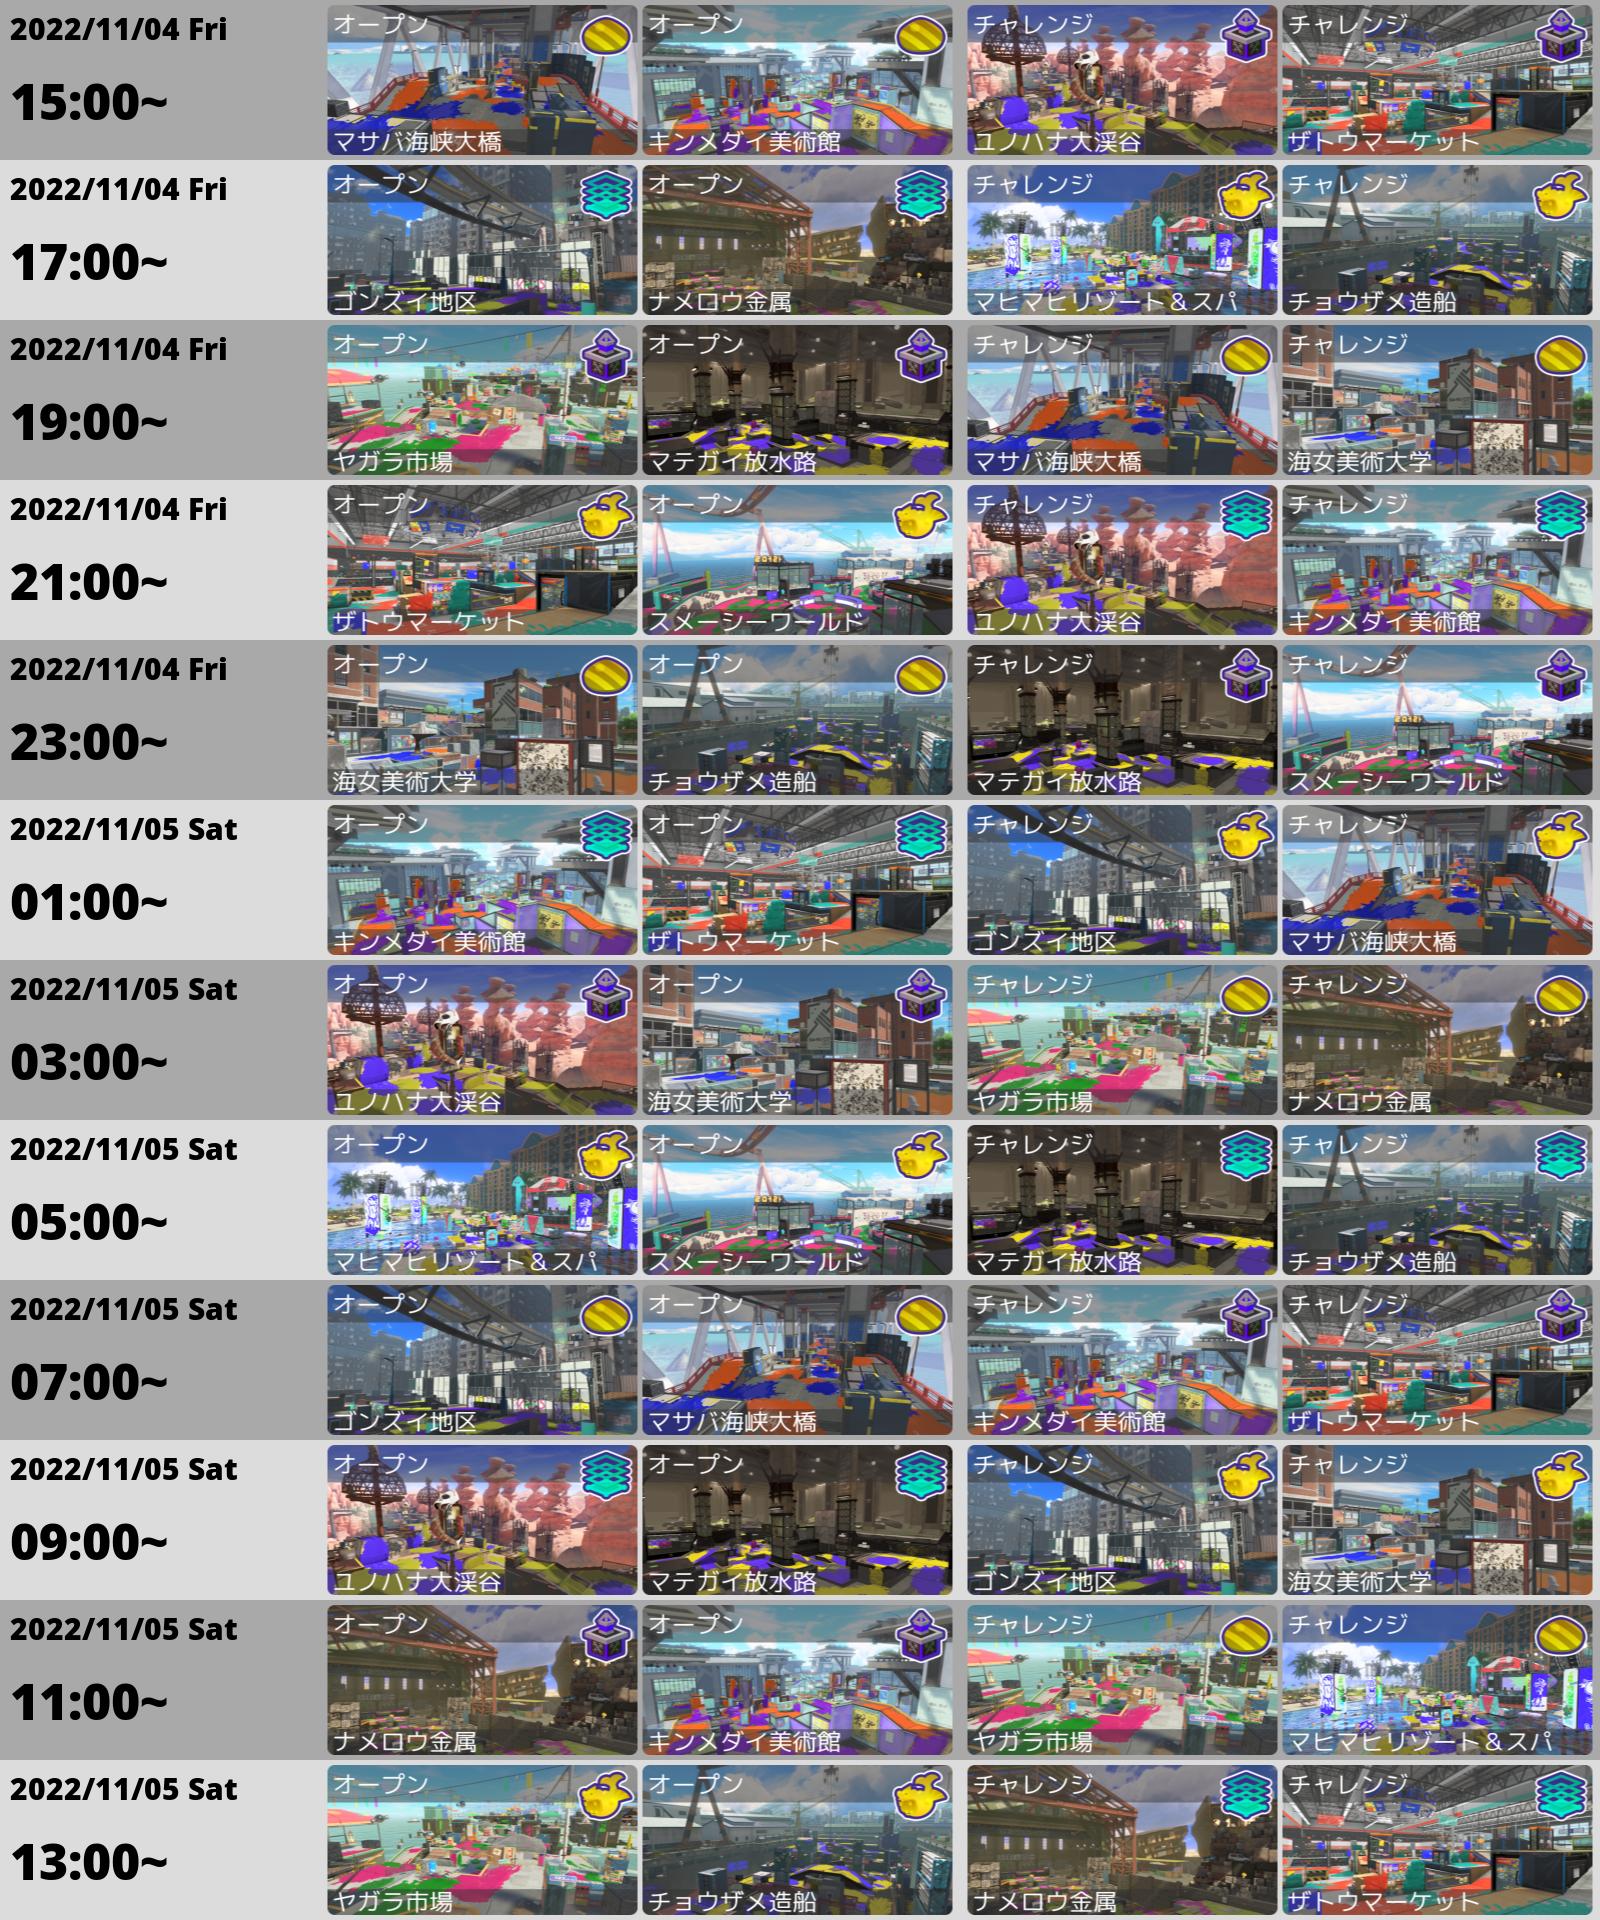 2022/11/04 Fri
15:00~
オープン
マサバ海峡大橋
オープン
キンメダイ美術館
チャレンジ
ユノハナ大渓谷
チャレンジ
ザトウマーケット
2022/11/04 Fri
17:00~
オープン
ゴンズイ地区
オープン
ナメロウ金属
チャレンジ
マヒマヒリゾート＆スパ
チャレンジ
チョウザメ造船
2022/11/04 Fri
19:00~
オープン
ヤガラ市場
オープン
マテガイ放水路
チャレンジ
マサバ海峡大橋
チャレンジ
海女美術大学
2022/11/04 Fri
21:00~
オープン
ザトウマーケット
オープン
スメーシーワールド
チャレンジ
ユノハナ大渓谷
チャレンジ
キンメダイ美術館
2022/11/04 Fri
23:00~
オープン
海女美術大学
オープン
チョウザメ造船
チャレンジ
マテガイ放水路
チャレンジ
スメーシーワールド
2022/11/05 Sat
01:00~
オープン
キンメダイ美術館
オープン
ザトウマーケット
チャレンジ
ゴンズイ地区
チャレンジ
マサバ海峡大橋
2022/11/05 Sat
03:00~
オープン
ユノハナ大渓谷
オープン
海女美術大学
チャレンジ
ヤガラ市場
チャレンジ
ナメロウ金属
2022/11/05 Sat
05:00~
オープン
マヒマヒリゾート＆スパ
オープン
スメーシーワールド
チャレンジ
マテガイ放水路
チャレンジ
チョウザメ造船
2022/11/05 Sat
07:00~
オープン
ゴンズイ地区
オープン
マサバ海峡大橋
チャレンジ
キンメダイ美術館
チャレンジ
ザトウマーケット
2022/11/05 Sat
09:00~
オープン
ユノハナ大渓谷
オープン
マテガイ放水路
チャレンジ
ゴンズイ地区
チャレンジ
海女美術大学
2022/11/05 Sat
11:00~
オープン
ナメロウ金属
オープン
キンメダイ美術館
チャレンジ
ヤガラ市場
チャレンジ
マヒマヒリゾート＆スパ
2022/11/05 Sat
13:00~
オープン
ヤガラ市場
オープン
チョウザメ造船
チャレンジ
ナメロウ金属
チャレンジ
ザトウマーケット